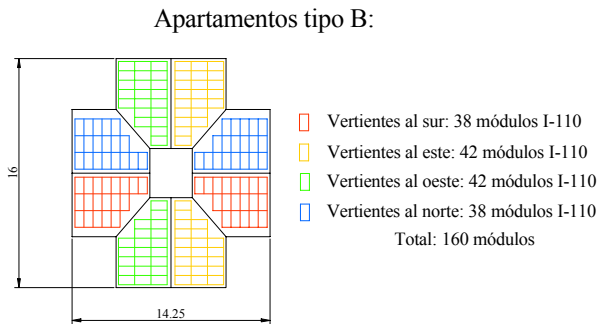 Apartamentos tipo B:
Vertientes al sur: 38 módulos I-110
Vertientes al este: 42 módulos I-110
Vertientes al oeste: 42 módulos I-110
Vertientes al norte: 38 módulos I-110
Total: 160 módulos
16
14.25